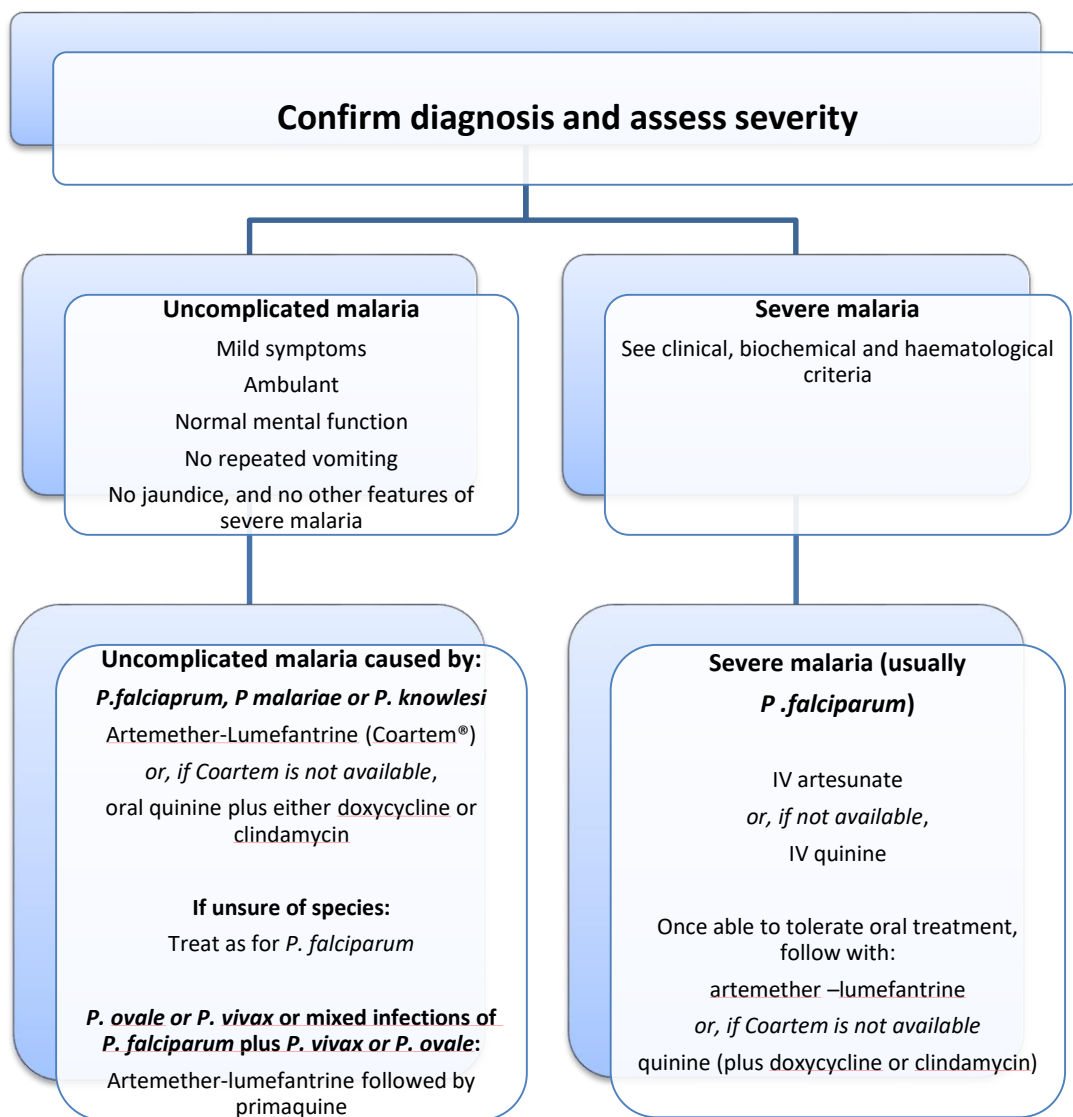 Confirm diagnosis and assess severity
Uncomplicated malaria
Mild symptoms
Ambulant
Normal mental function
No repeated vomiting
No jaundice, and no other features of
severe malaria
Severe malaria
See clinical, biochemical and haematological
criteria
Uncomplicated malaria caused by:
P.falciaprum, P malariae or P. knowlesi
Artemether-Lumefantrine (Coartem®)
or, if Coartem is not available,
oral quinine plus either doxycycline or
clindamycin
If unsure of species:
Treat as for P. falciparum
P. ovale or P. vivax or mixed infections of
P. falciparum plus P. vivax or P. ovale:
Artemether-lumefantrine followed by
primaquine
Severe malaria (usually
P .falciparum)
IV artesunate
or, if not available,
IV quinine
Once able to tolerate oral treatment,
follow with:
artemether –lumefantrine
or, if Coartem is not available
quinine (plus doxycycline or clindamycin)